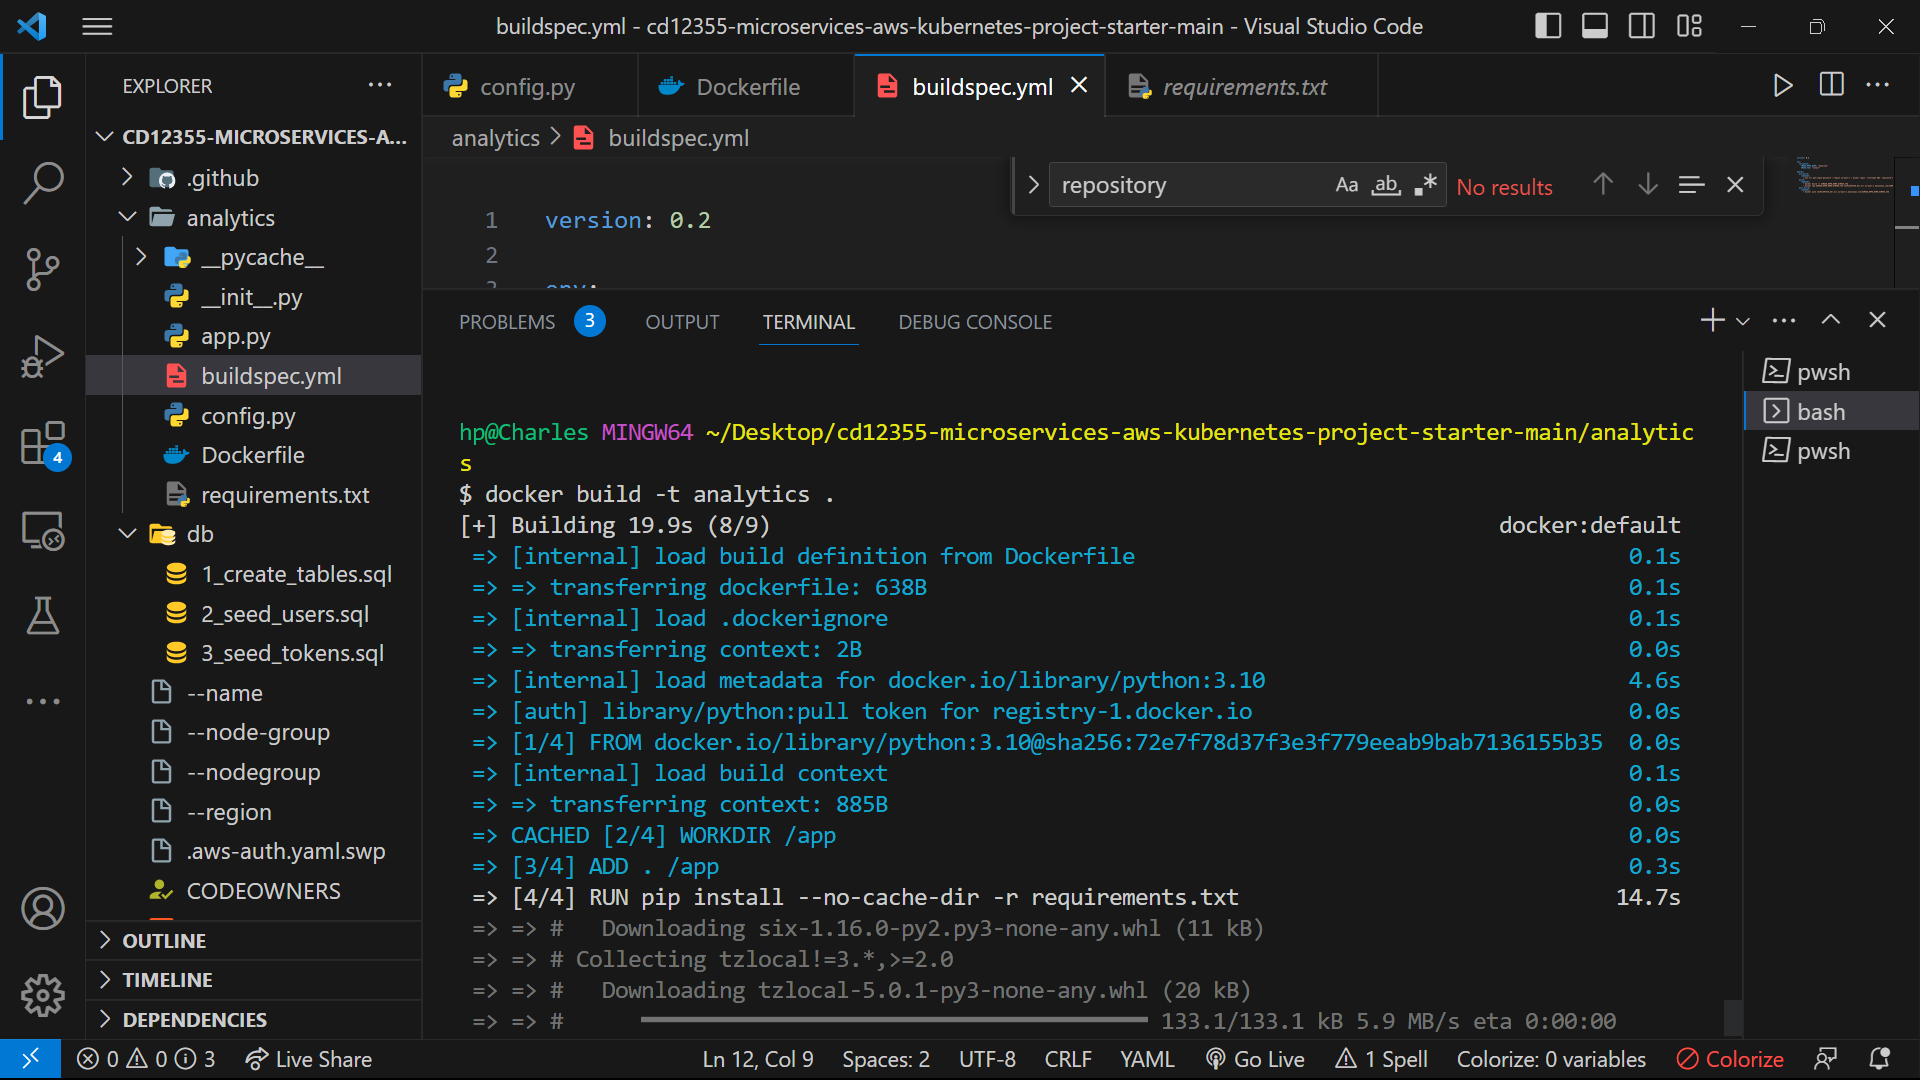 buildspec.yml - cd12355-microservices-aws-kubernetes-project-starter-main - Visual Studio Code
EXPLORER
CD12355-MICROSERVICES-A...
.github
analytics
__pycache__
__init__.py
app.py
buildspec.yml
config.py
Dockerfile
requirements.txt
db
1_create_tables.sql
2_seed_users.sql
3_seed_tokens.sql
--name
--node-group
--nodegroup
--region
.aws-auth.yaml.swp
CODEOWNERS
OUTLINE
TIMELINE
DEPENDENCIES
4
config.py
Dockerfile
buildspec.yml
requirements.txt
analytics > buildspec.yml
repository Aa ab .* No results
1 version: 0.2
2
3 env:
PROBLEMS 3 OUTPUT TERMINAL DEBUG CONSOLE
pwsh
bash
pwsh
hp@Charles MINGW64 ~/Desktop/cd12355-microservices-aws-kubernetes-project-starter-main/analytic
s
$ docker build -t analytics .
[+] Building 19.9s (8/9) docker:default
=> [internal] load build definition from Dockerfile 0.1s
=> => transferring dockerfile: 638B 0.1s
=> [internal] load .dockerignore 0.1s
=> => transferring context: 2B 0.0s
=> [internal] load metadata for docker.io/library/python:3.10 4.6s
=> [auth] library/python:pull token for registry-1.docker.io 0.0s
=> [1/4] FROM docker.io/library/python:3.10@sha256:72e7f78d37f3e3f779eeab9bab7136155b35 0.0s
=> [internal] load build context 0.1s
=> => transferring context: 885B 0.0s
=> CACHED [2/4] WORKDIR /app 0.0s
=> [3/4] ADD . /app 0.3s
=> [4/4] RUN pip install --no-cache-dir -r requirements.txt 14.7s
=> => # Downloading six-1.16.0-py2.py3-none-any.whl (11 kB)
=> => # Collecting tzlocal!=3.*,>=2.0
=> => # Downloading tzlocal-5.0.1-py3-none-any.whl (20 kB)
=> => # 133.1/133.1 kB 5.9 MB/s eta 0:00:00
0 0 3 Live Share Ln 12, Col 9 Spaces: 2 UTF-8 CRLF YAML Go Live 1 Spell Colorize: 0 variables Colorize